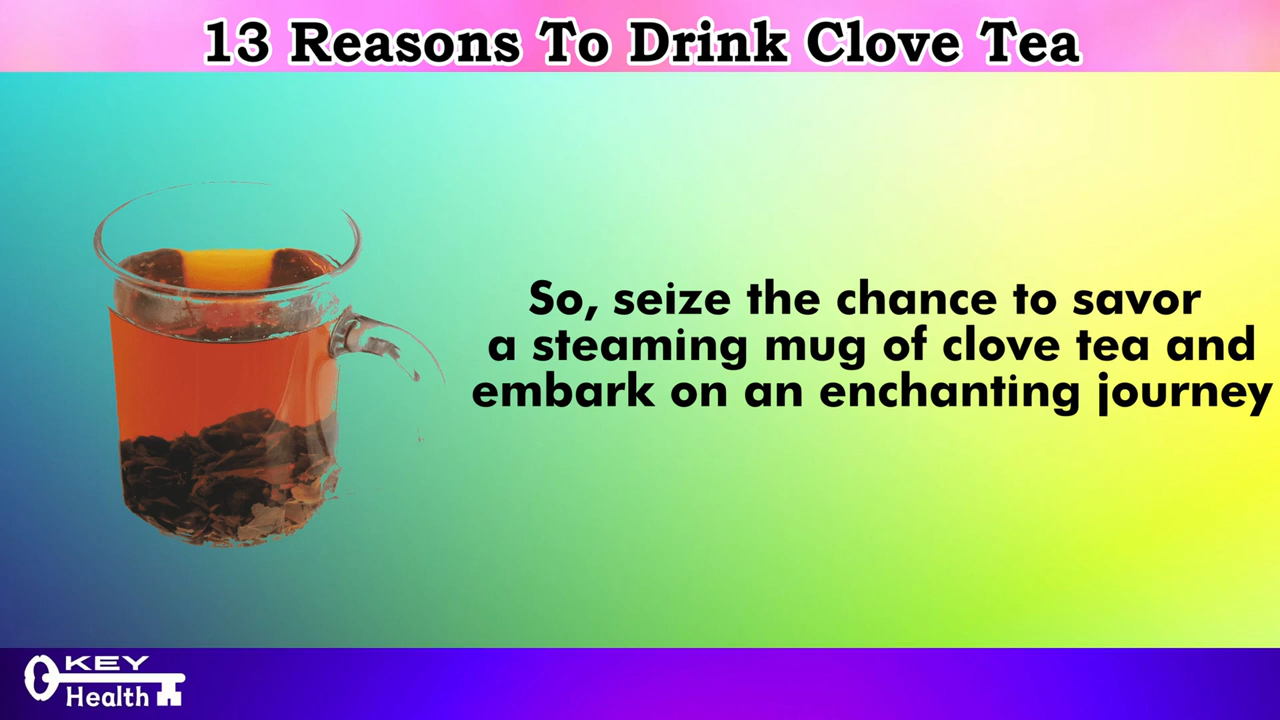 13 Reasons To Drink Clove Tea
So, seize the chance to savor
a steaming mug of clove tea and
embark on an enchanting journey
KEY
Health